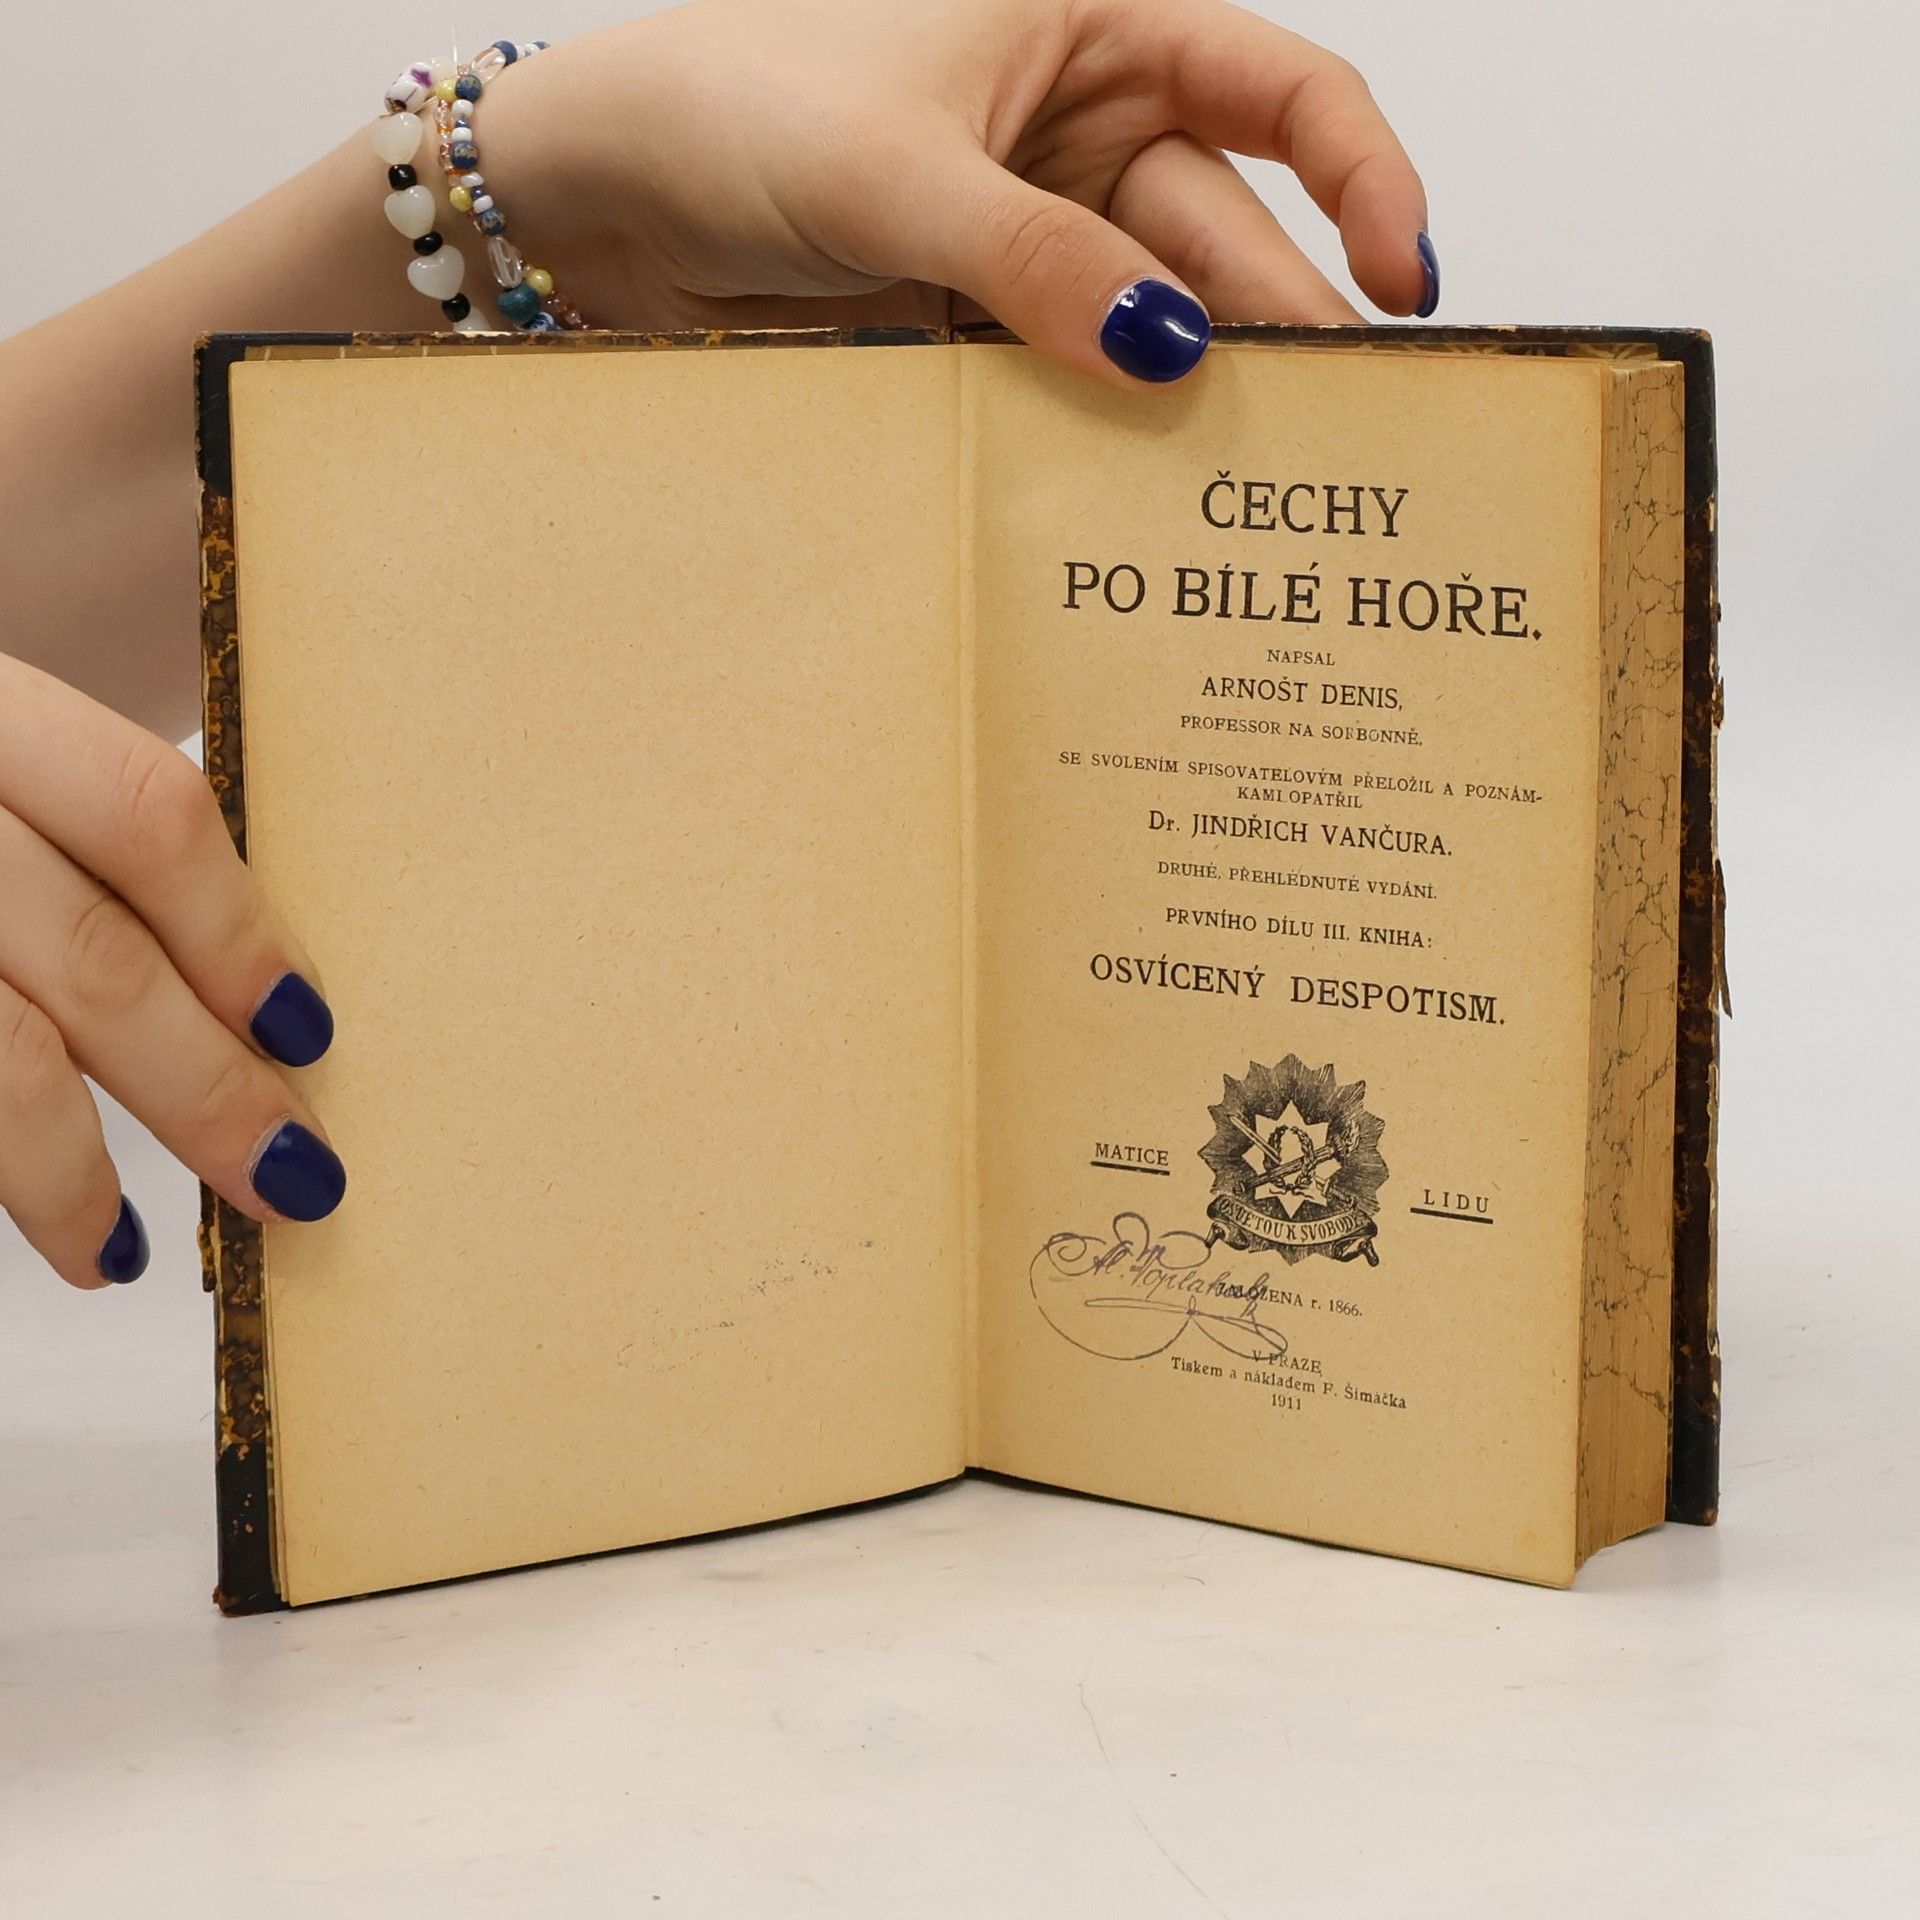 ČECHY
PO BÍLÉ HOŘE.
NAPSAL
ARNOŠT DENIS,
PROFESSOR NA SORBONNĚ,
SE SVOLENÍM SPISOVATELOVÝM PŘELOŽIL A POZNÁM-
KAMI OPATŘIL
Dr. JINDŘICH VANČURA.
DRUHÉ, PŘEHLÉDNUTÉ VYDÁNÍ.
PRVNÍHO DÍLU III. KNIHA:
OSVÍCENÝ DESPOTISM.
MATICE
LIDU
OSVĚTOU K SVOBODĚ
ZALOŽENA r. 1866.
V PRAZE
Tiskem a nákladem F. Šimáčka
1911